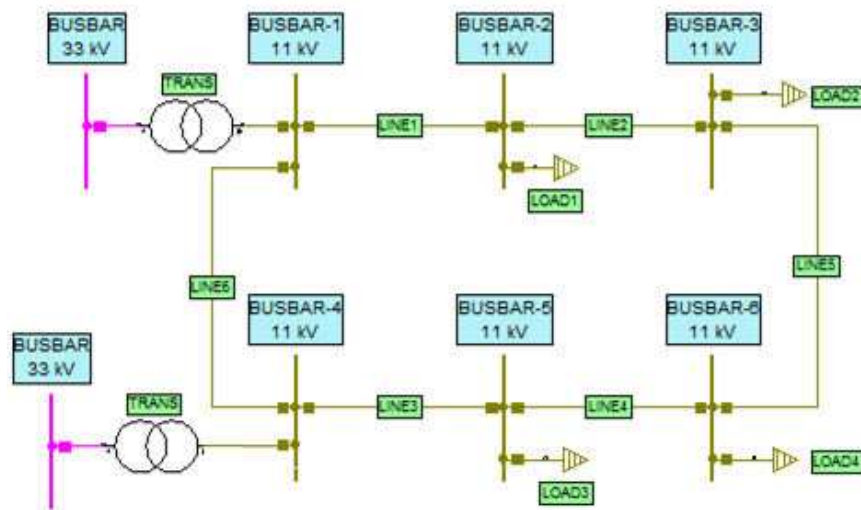 BUSBAR
33 kV
BUSBAR-1
11 kV
BUSBAR-2
11 kV
BUSBAR-3
11 kV
TRANS
LOAD2
LINE1
LINE2
LOAD1
LINE6
LINE5
BUSBAR-4
11 kV
BUSBAR-5
11 kV
BUSBAR-6
11 kV
BUSBAR
33 kV
TRANS
LINE3
LINE4
LOAD3
LOAD4